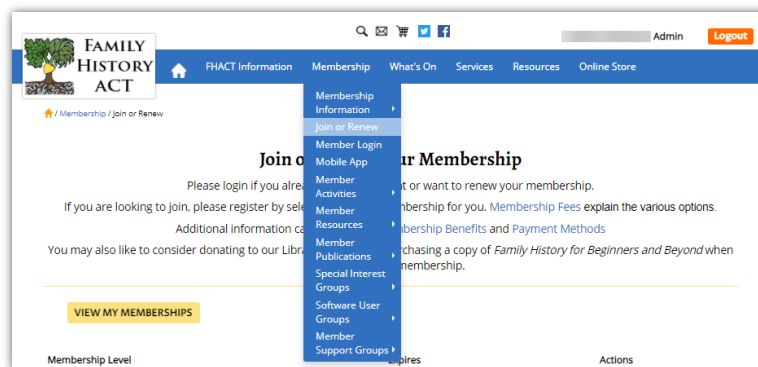 FAMILY
HISTORY
ACT
Admin
Logout
FHACT Information Membership What's On Services Resources Online Store
/ Membership / Join or Renew
Membership
Information
Join or Renew
Member Login
Mobile App
Member
Activities
Member
Resources
Member
Publications
Special Interest
Groups
Software User
Groups
Member
Support Groups
Join o ur Membership
Please login if you alrea t or want to renew your membership.
If you are looking to join, please register by sele mbership for you. Membership Fees explain the various options.
Additional information ca bership Benefits and Payment Methods
You may also like to consider donating to our Libra rchasing a copy of Family History for Beginners and Beyond when
membership.
VIEW MY MEMBERSHIPS
Membership Level Expires Actions